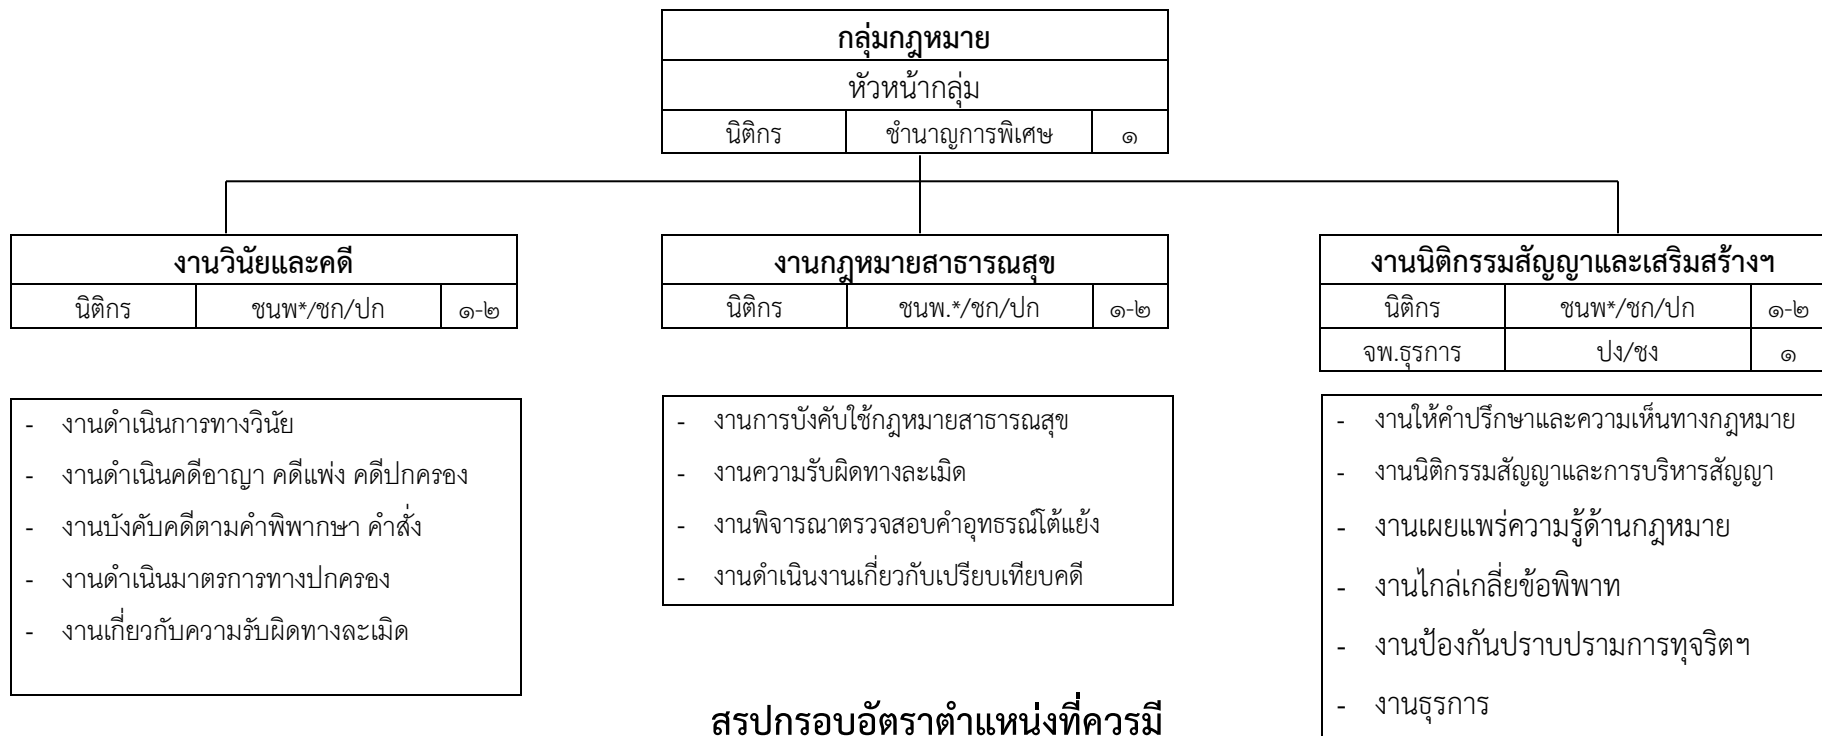 กลุ่มกฎหมาย
หัวหน้ากลุ่ม
นิติกร ชำนาญการพิเศษ ๑
งานวินัยและคดี
นิติกร ชนพ*/ชก/ปก ๑-๒
- งานดำเนินการทางวินัย
- งานดำเนินคดีอาญา คดีแพ่ง คดีปกครอง
- งานบังคับคดีตามคำพิพากษา คำสั่ง
- งานดำเนินมาตรการทางปกครอง
- งานเกี่ยวกับความรับผิดทางละเมิด
งานกฎหมายสาธารณสุข
นิติกร ชนพ.*/ชก/ปก ๑-๒
- งานการบังคับใช้กฎหมายสาธารณสุข
- งานความรับผิดทางละเมิด
- งานพิจารณาตรวจสอบคำอุทธรณ์โต้แย้ง
- งานดำเนินงานเกี่ยวกับเปรียบเทียบคดี
งานนิติกรรมสัญญาและเสริมสร้างฯ
นิติกร ชนพ*/ชก/ปก ๑-๒
จพ.ธุรการ ปง/ชง ๑
- งานให้คำปรึกษาและความเห็นทางกฎหมาย
- งานนิติกรรมสัญญาและการบริหารสัญญา
- งานเผยแพร่ความรู้ด้านกฎหมาย
- งานไกล่เกลี่ยข้อพิพาท
- งานป้องกันปราบปรามการทุจริตฯ
- งานธุรการ
สรุปกรอบอัตราตำแหน่งที่ควรมี